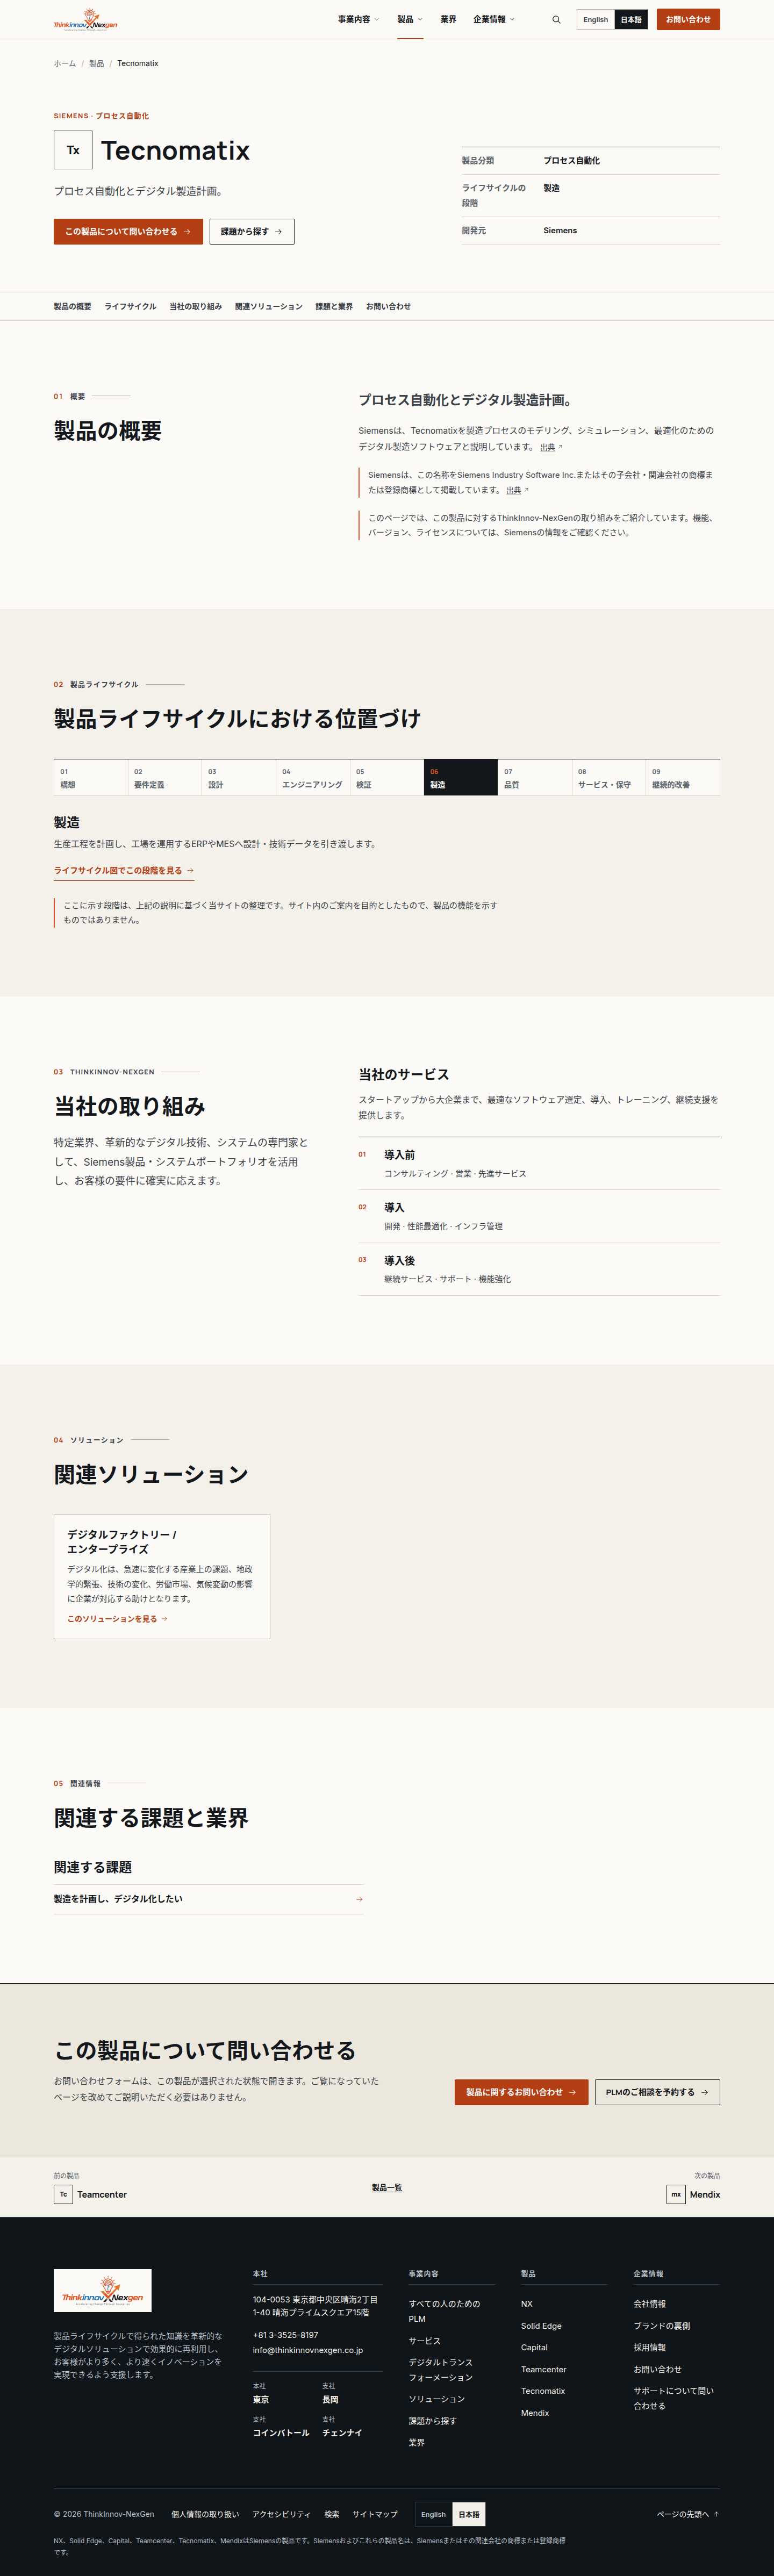 ThinkInnov Nexgen
事業内容
製品
業界
企業情報
English
日本語
お問い合わせ
ホーム / 製品 / Tecnomatix
SIEMENS · プロセス自動化
Tx
Tecnomatix
プロセス自動化とデジタル製造計画。
この製品について問い合わせる →
課題から探す →
製品分類 プロセス自動化
ライフサイクルの 製造
段階
開発元 Siemens
製品の概要
ライフサイクル
当社の取り組み
関連ソリューション
課題と業界
お問い合わせ
01 概要
製品の概要
プロセス自動化とデジタル製造計画。
Siemensは、Tecnomatixを製造プロセスのモデリング、シミュレーション、最適化のための
デジタル製造ソフトウェアと説明しています。 出典 ↗
Siemensは、この名称をSiemens Industry Software Inc.またはその子会社・関連会社の商標ま
たは登録商標として掲載しています。 出典 ↗
このページでは、この製品に対するThinkInnov-NexGenの取り組みをご紹介しています。機能、
バージョン、ライセンスについては、Siemensの情報をご確認ください。
02 製品ライフサイクル
製品ライフサイクルにおける位置づけ
01
構想
02
要件定義
03
設計
04
エンジニアリング
05
検証
06
製造
07
品質
08
サービス・保守
09
継続的改善
製造
生産工程を計画し、工場を運用するERPやMESへ設計・技術データを引き渡します。
ライフサイクル図でこの段階を見る →
ここに示す段階は、上記の説明に基づく当サイトの整理です。サイト内のご案内を目的としたもので、製品の機能を示す
ものではありません。
03 THINKINNOV-NEXGEN
当社の取り組み
特定業界、革新的なデジタル技術、システムの専門家と
して、Siemens製品・システムポートフォリオを活用
し、お客様の要件に確実に応えます。
当社のサービス
スタートアップから大企業まで、最適なソフトウェア選定、導入、トレーニング、継続支援を
提供します。
01 導入前
コンサルティング · 営業 · 先進サービス
02 導入
開発 · 性能最適化 · インフラ管理
03 導入後
継続サービス · サポート · 機能強化
04 ソリューション
関連ソリューション
デジタルファクトリー /
エンタープライズ
デジタル化は、急速に変化する産業上の課題、地政
学的緊張、技術の変化、労働市場、気候変動の影響
に企業が対応する助けとなります。
このソリューションを見る →
05 関連情報
関連する課題と業界
関連する課題
製造を計画し、デジタル化したい →
この製品について問い合わせる
お問い合わせフォームは、この製品が選択された状態で開きます。ご覧になっていた
ページを改めてご説明いただく必要はありません。
製品に関するお問い合わせ →
PLMのご相談を予約する →
前の製品
Tc Teamcenter
製品一覧
次の製品
mx Mendix
ThinkInnov Nexgen
製品ライフサイクルで得られた知識を革新的な
デジタルソリューションで効果的に再利用し、
お客様がより多く、より速くイノベーションを
実現できるよう支援します。
本社
104-0053 東京都中央区晴海2丁目
1-40 晴海プライムスクエア15階
+81 3-3525-8197
info@thinkinnovnexgen.co.jp
本社
東京
支社
長岡
支社
コインバトール
支社
チェンナイ
事業内容
すべての人のための
PLM
サービス
デジタルトランス
フォーメーション
ソリューション
課題から探す
業界
製品
NX
Solid Edge
Capital
Teamcenter
Tecnomatix
Mendix
企業情報
会社情報
ブランドの裏側
採用情報
お問い合わせ
サポートについて問い
合わせる
© 2026 ThinkInnov-NexGen
個人情報の取り扱い
アクセシビリティ
検索
サイトマップ
English
日本語
ページの先頭へ ↑
NX、Solid Edge、Capital、Teamcenter、Tecnomatix、MendixはSiemensの製品です。Siemensおよびこれらの製品名は、Siemensまたはその関連会社の商標または登録商標
です。